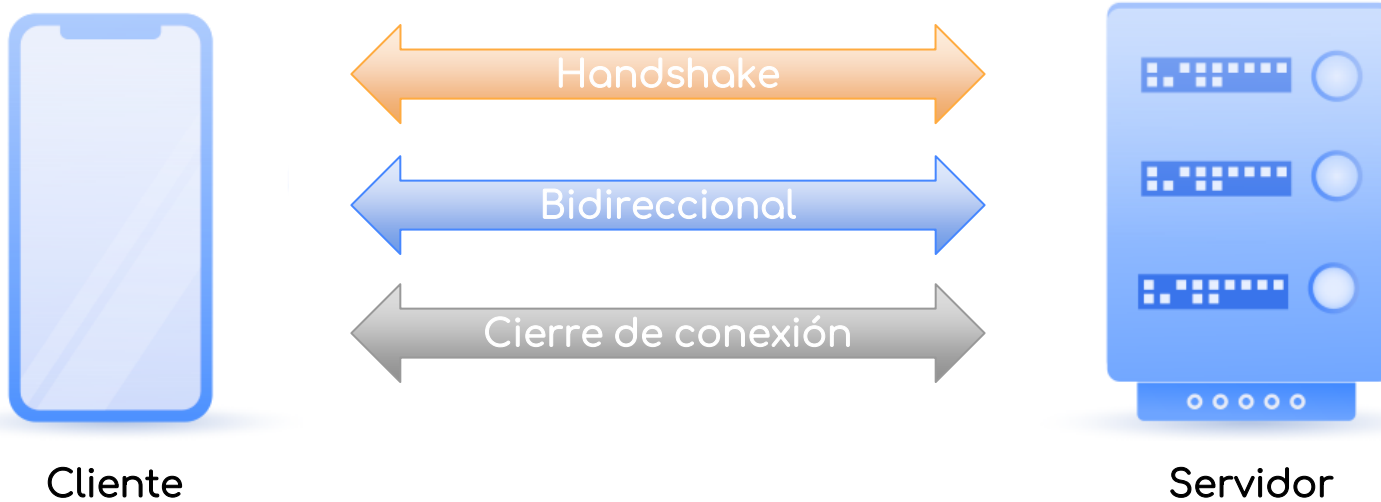 Handshake
Bidireccional
Cierre de conexión
Cliente
Servidor